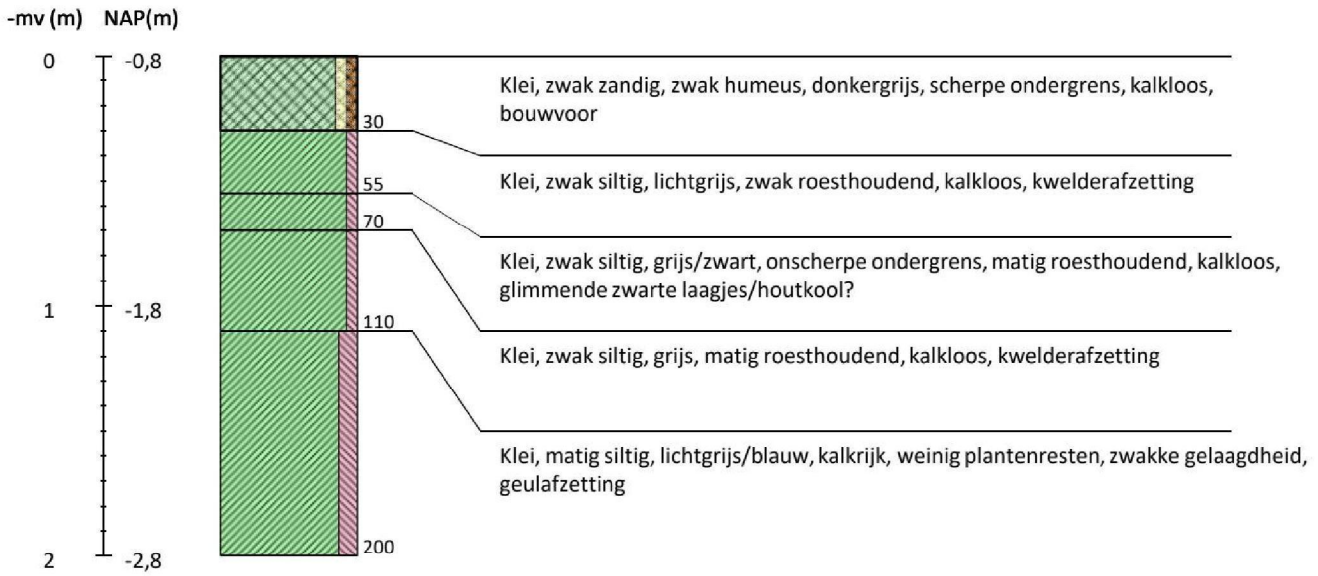 -mv (m) NAP(m)
0 -0,8
Klei, zwak zandig, zwak humeus, donkergrijs, scherpe ondergrens, kalkloos,
bouwvoor
30
Klei, zwak siltig, lichtgrijs, zwak roesthoudend, kalkloos, kwelderafzetting
55
70
Klei, zwak siltig, grijs/zwart, onscherpe ondergrens, matig roesthoudend, kalkloos,
glimmende zwarte laagjes/houtkool?
1 -1,8
110
Klei, zwak siltig, grijs, matig roesthoudend, kalkloos, kwelderafzetting
Klei, matig siltig, lichtgrijs/blauw, kalkrijk, weinig plantenresten, zwakke gelaagdheid,
geulafzetting
200
2 -2,8